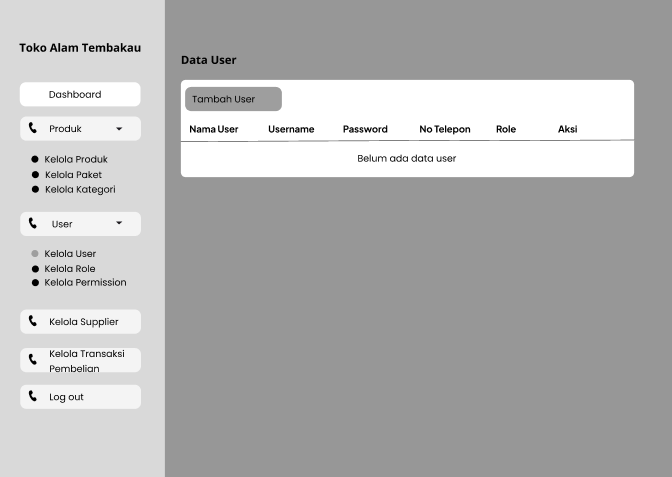 Toko Alam Tembakau
Dashboard
Produk
Kelola Produk
Kelola Paket
Kelola Kategori
User
Kelola User
Kelola Role
Kelola Permission
Kelola Supplier
Kelola Transaksi
Pembelian
Log out
Data User
Tambah User
Nama User Username Password No Telepon Role Aksi
Belum ada data user